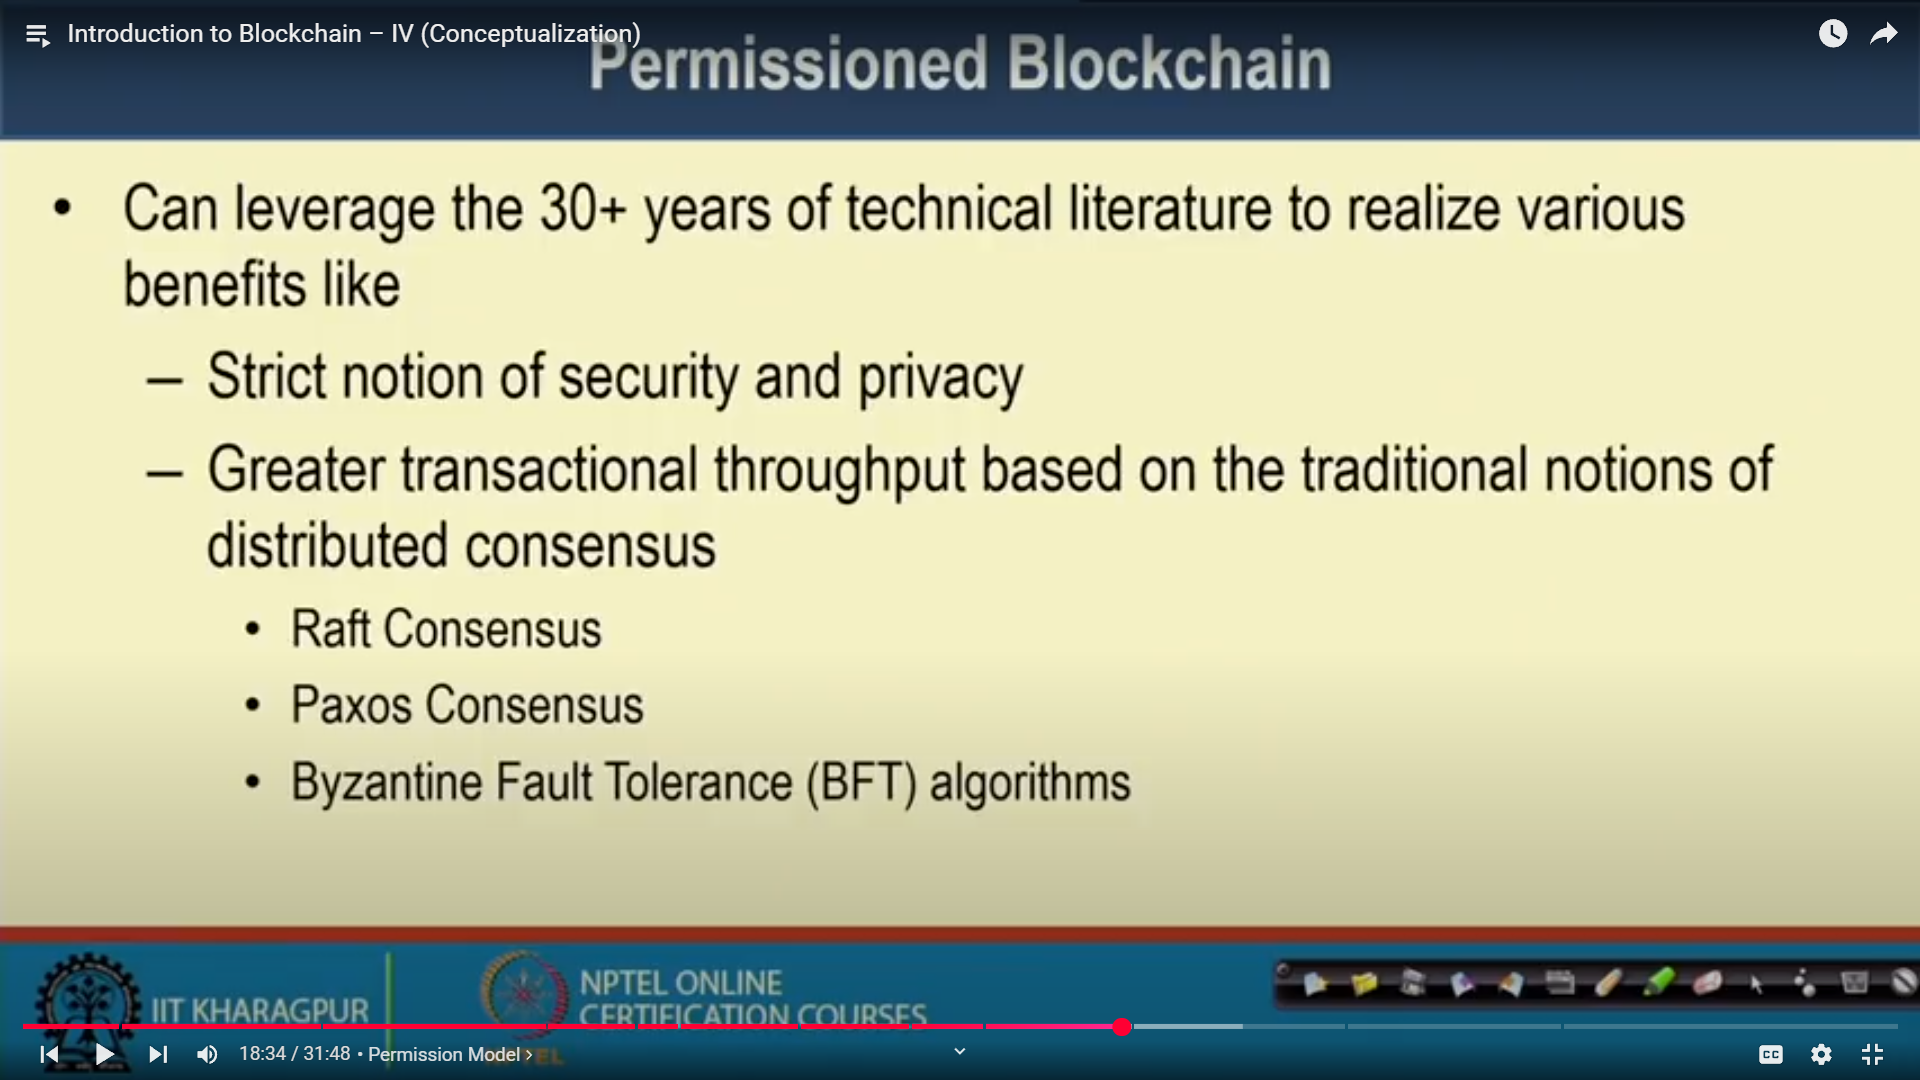 Introduction to Blockchain – IV (Conceptualization)
Permissioned Blockchain
• Can leverage the 30+ years of technical literature to realize various
benefits like
– Strict notion of security and privacy
– Greater transactional throughput based on the traditional notions of
distributed consensus
• Raft Consensus
• Paxos Consensus
• Byzantine Fault Tolerance (BFT) algorithms
IIT KHARAGPUR
NPTEL ONLINE
CERTIFICATION COURSES
NPTEL
18:34 / 31:48 • Permission Model ›
CC